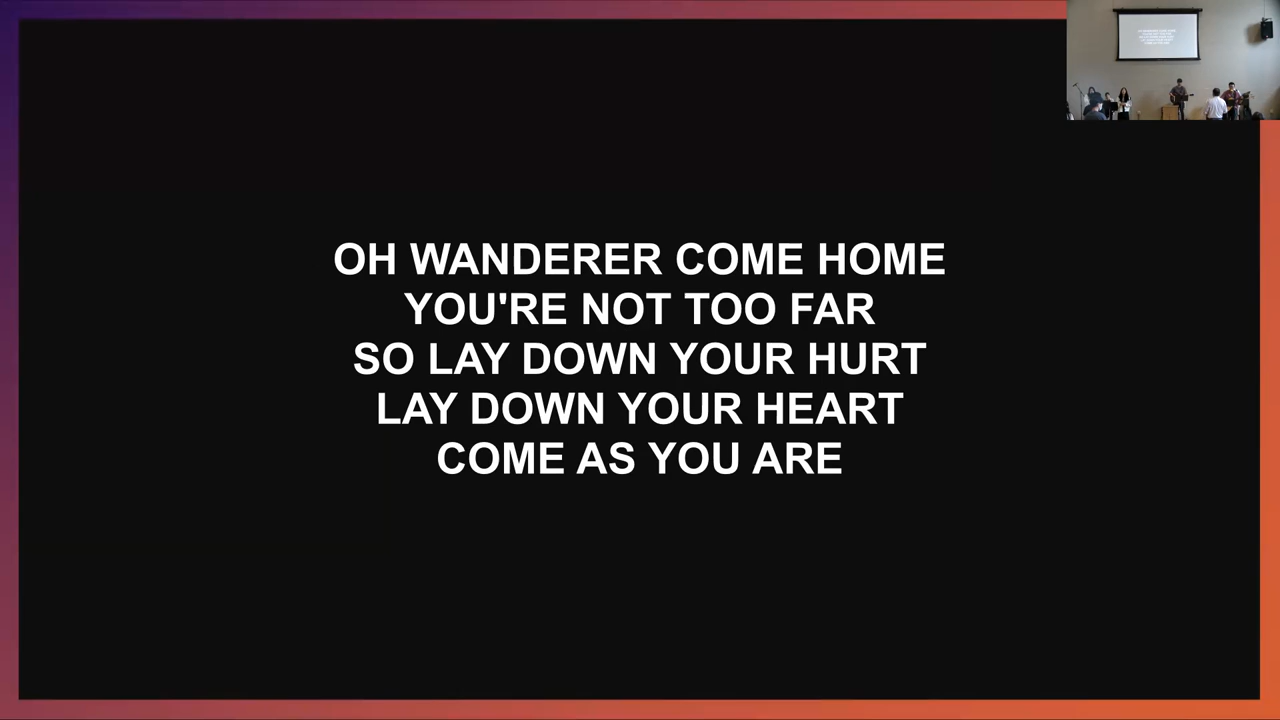 OH WANDERER COME HOME
YOU'RE NOT TOO FAR
SO LAY DOWN YOUR HURT
LAY DOWN YOUR HEART
COME AS YOU ARE